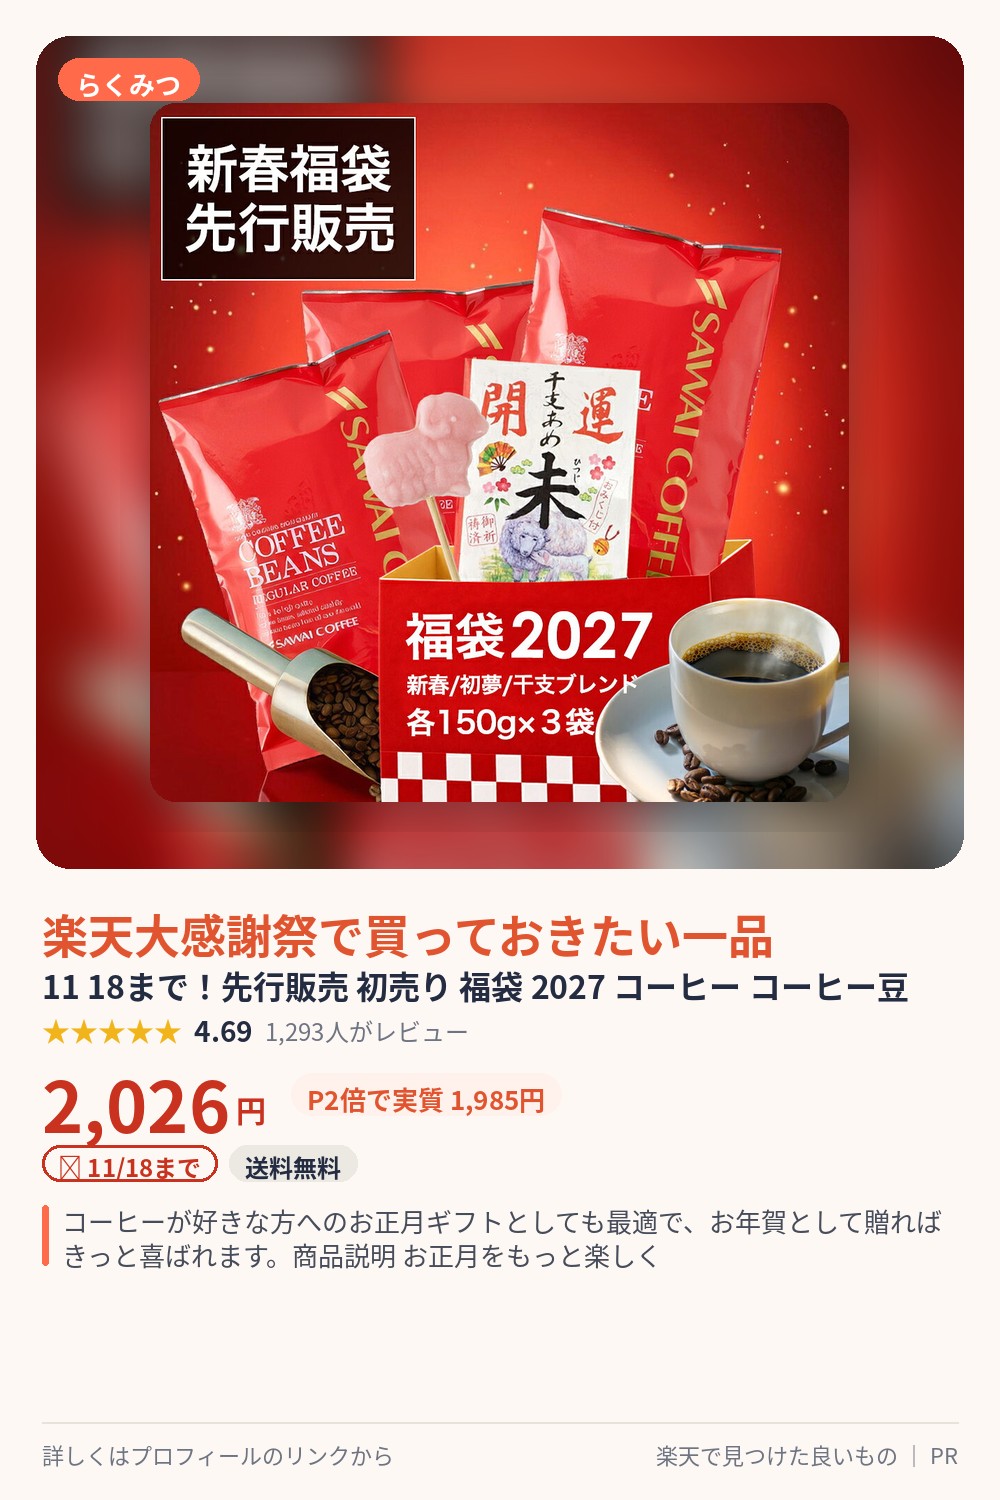 らくみつ
新春福袋
先行販売
開運
干支あめ
未
ひつじ
おみくじ付
御祈
祷済
SAWAI COFFEE
SAWAI COFFEE
COFFEE
BEANS
REGULAR COFFEE
SAWAI COFFEE
福袋2027
新春/初夢/干支ブレンド
各150g×3袋
楽天大感謝祭で買っておきたい一品
11 18まで！先行販売 初売り 福袋 2027 コーヒー コーヒー豆
★★★★★ 4.69 1,293人がレビュー
2,026円 P2倍で実質 1,985円
11/18まで 送料無料
コーヒーが好きな方へのお正月ギフトとしても最適で、お年賀として贈れば
きっと喜ばれます。商品説明 お正月をもっと楽しく
詳しくはプロフィールのリンクから
楽天で見つけた良いもの｜PR